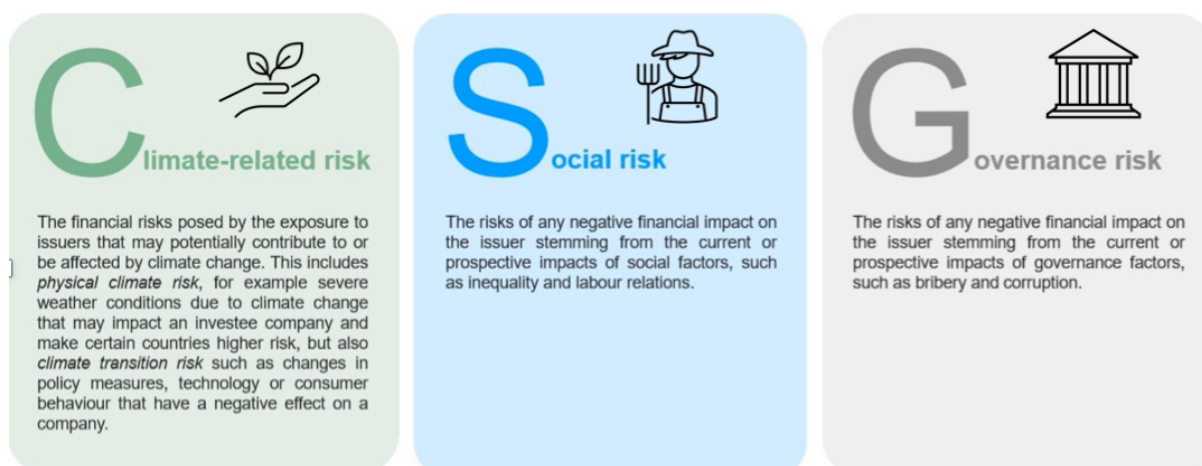 Climate-related risk
The financial risks posed by the exposure to
issuers that may potentially contribute to or
be affected by climate change. This includes
physical climate risk, for example severe
weather conditions due to climate change
that may impact an investee company and
make certain countries higher risk, but also
climate transition risk such as changes in
policy measures, technology or consumer
behaviour that have a negative effect on a
company.
Social risk
The risks of any negative financial impact on
the issuer stemming from the current or
prospective impacts of social factors, such
as inequality and labour relations.
Governance risk
The risks of any negative financial impact on
the issuer stemming from the current or
prospective impacts of governance factors,
such as bribery and corruption.